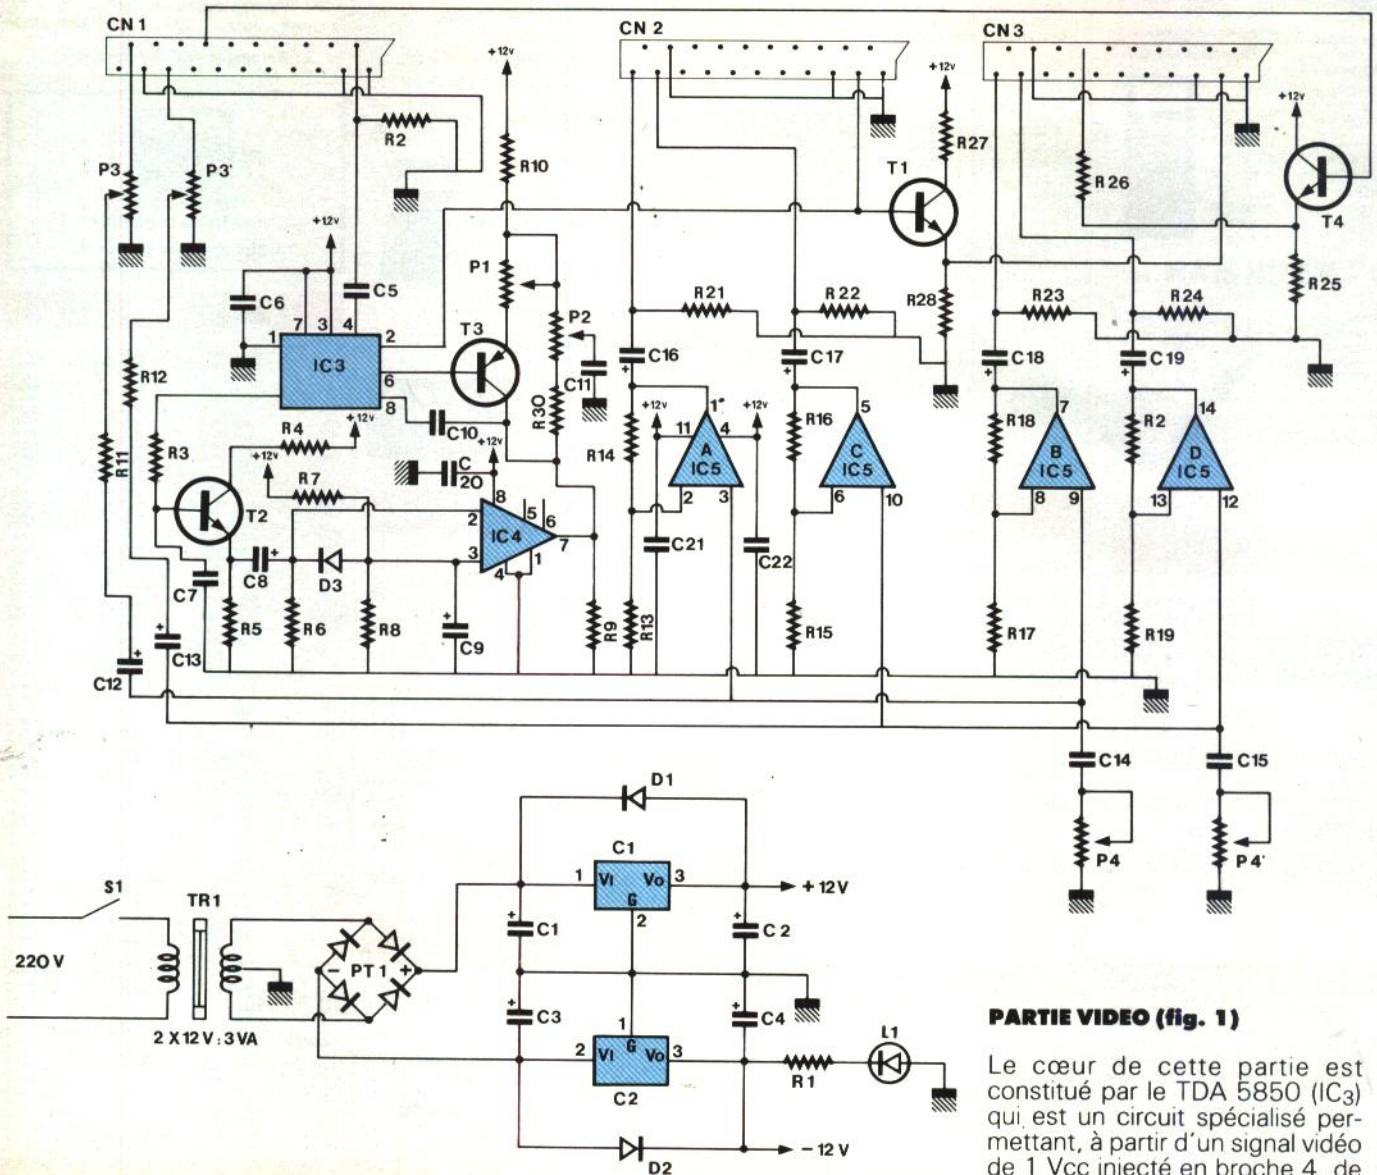 CN 1
CN 2
CN 3
+12v
+12v
+12v
R2
R10
R27
T1
R26
T4
P3
P3'
+12v
P1
R28
R25
C6
C5
R21
R22
R23
R24
7 3 4
1
2
T3
P2
C16
C17
C18
C19
IC3
6
8
C11
R12
C10
R30
+12v
1
4
+12v
5
7
14
R4
+12v
R11
R3
+12v
R7
C 20
+12v
R14
11
A
IC5
R16
C
IC5
R18
B
IC5
R2
D
IC5
T2
8
2
5
6
7
IC4
3
4
1
2
3
6
10
8
9
13
12
C8
+
D3
C21
C22
C7
R5
R6
R8
+
C9
R9
R13
R15
R17
R19
+
C13
+
C12
C14
C15
P4
P4'
D1
C1
1
VI
Vo
3
G
2
+ 12 V
S1
TR1
220 V
2 X 12 V : 3 VA
- PT 1 +
+
C1
+
C 2
+
C3
+
C4
1
2
VI
G
Vo
3
C2
R1
L1
D2
− 12 V
PARTIE VIDEO (fig. 1)
Le cœur de cette partie est
constitué par le TDA 5850 (IC3)
qui est un circuit spécialisé per-
mettant, à partir d'un signal vidéo
de 1 Vcc injecté en broche 4, de